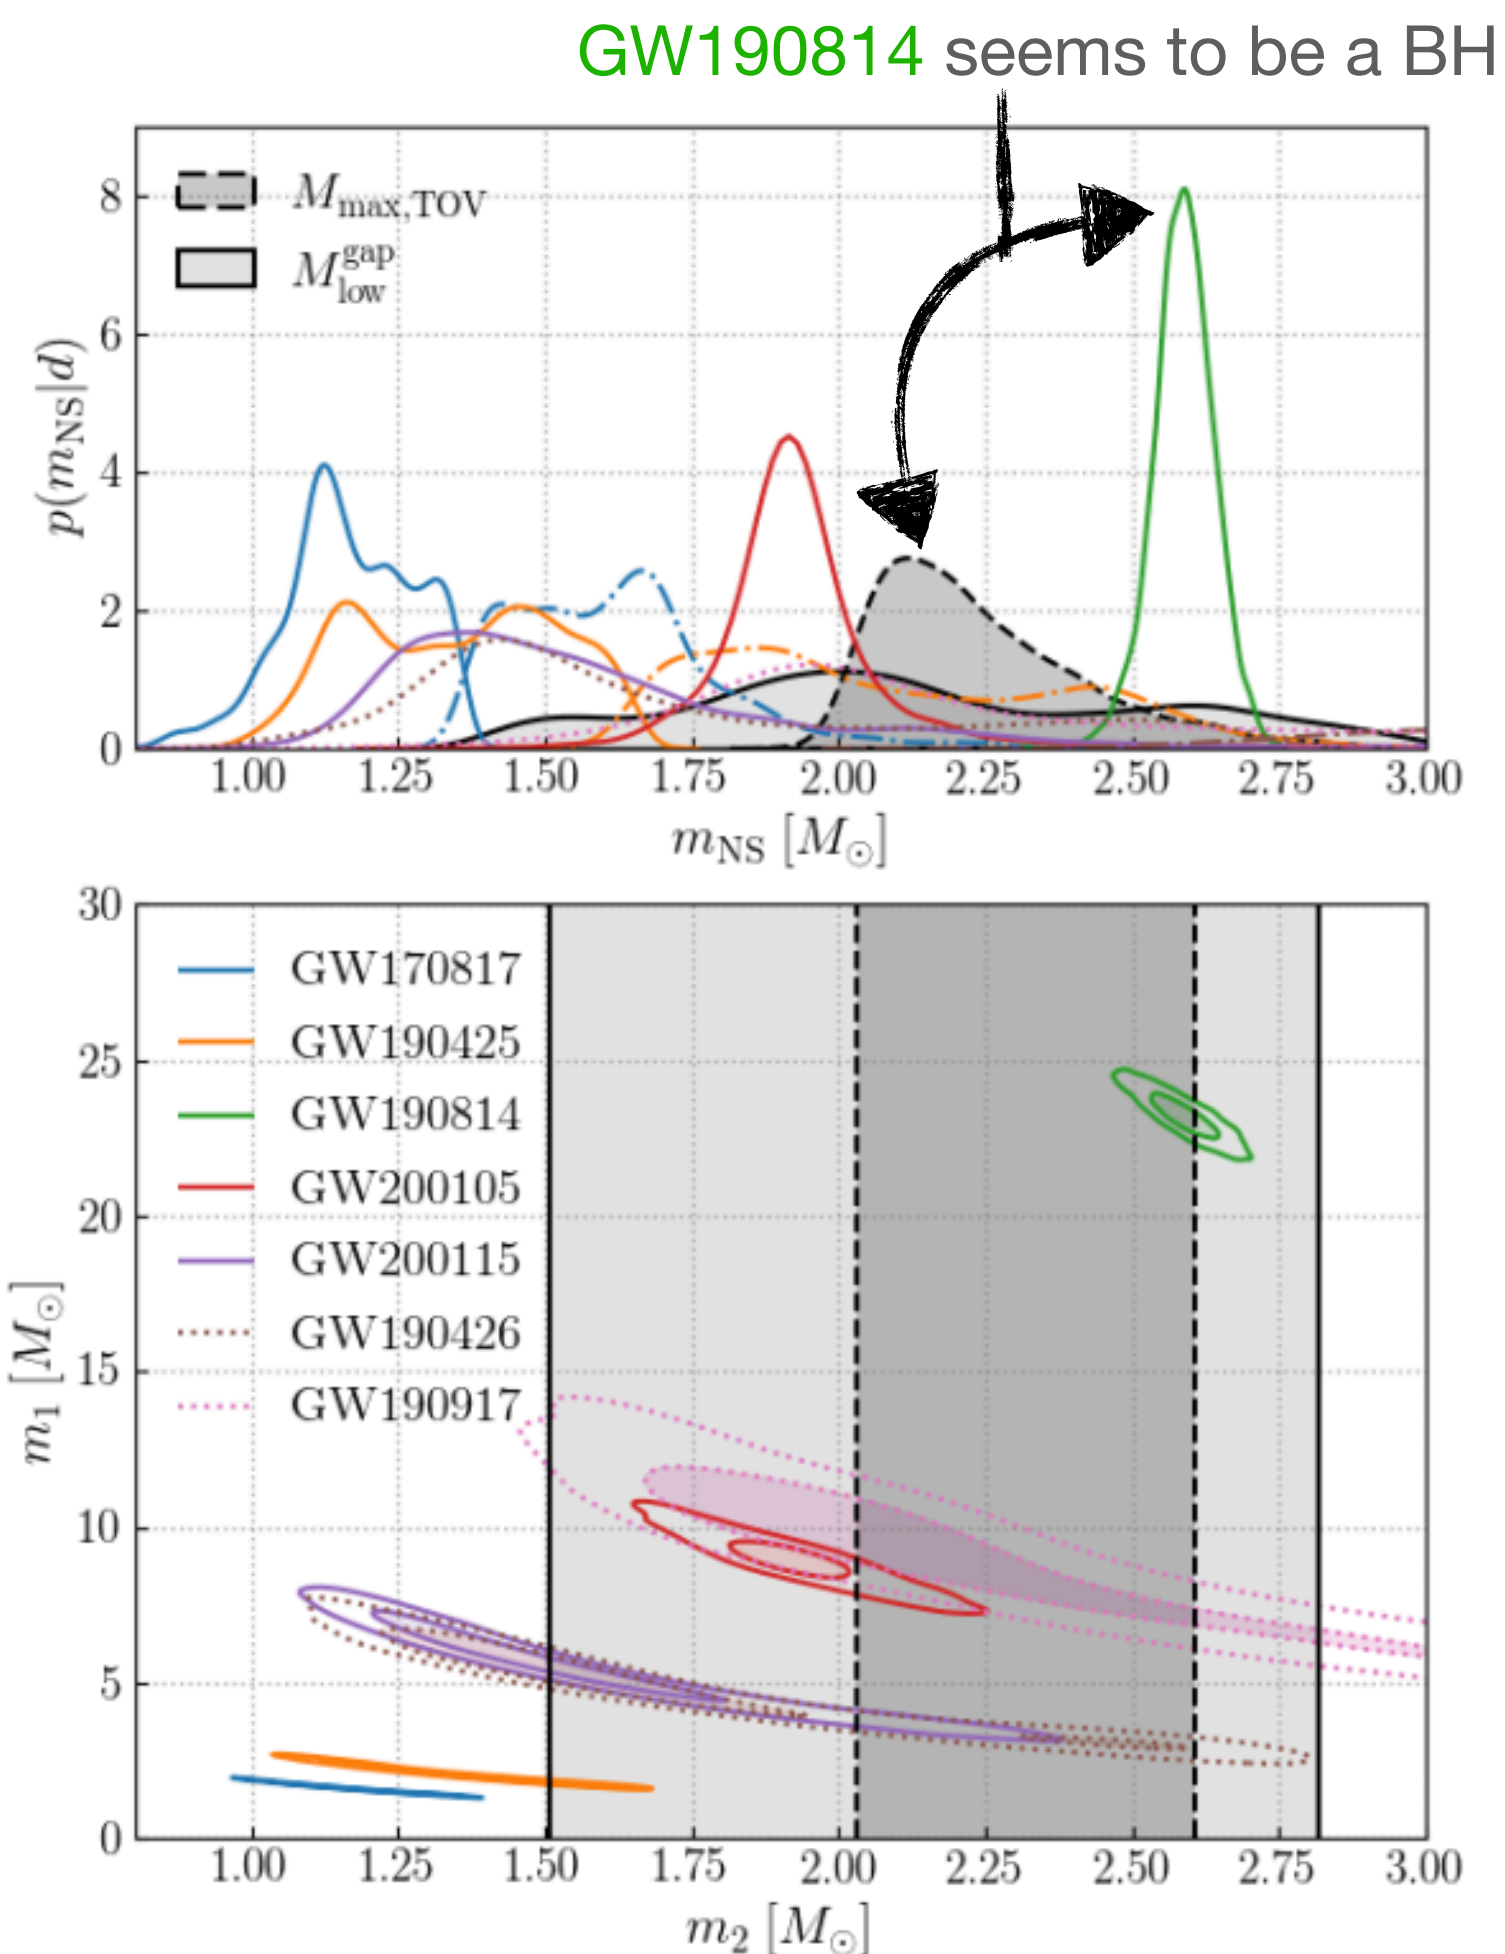 GW190814 seems to be a BH
M_max,TOV
M_low^gap
8
6
4
2
0
p(m_NS|d)
1.00 1.25 1.50 1.75 2.00 2.25 2.50 2.75 3.00
m_NS [M_⊙]
30
25
20
15
10
5
0
m_1 [M_⊙]
GW170817
GW190425
GW190814
GW200105
GW200115
GW190426
GW190917
1.00 1.25 1.50 1.75 2.00 2.25 2.50 2.75 3.00
m_2 [M_⊙]